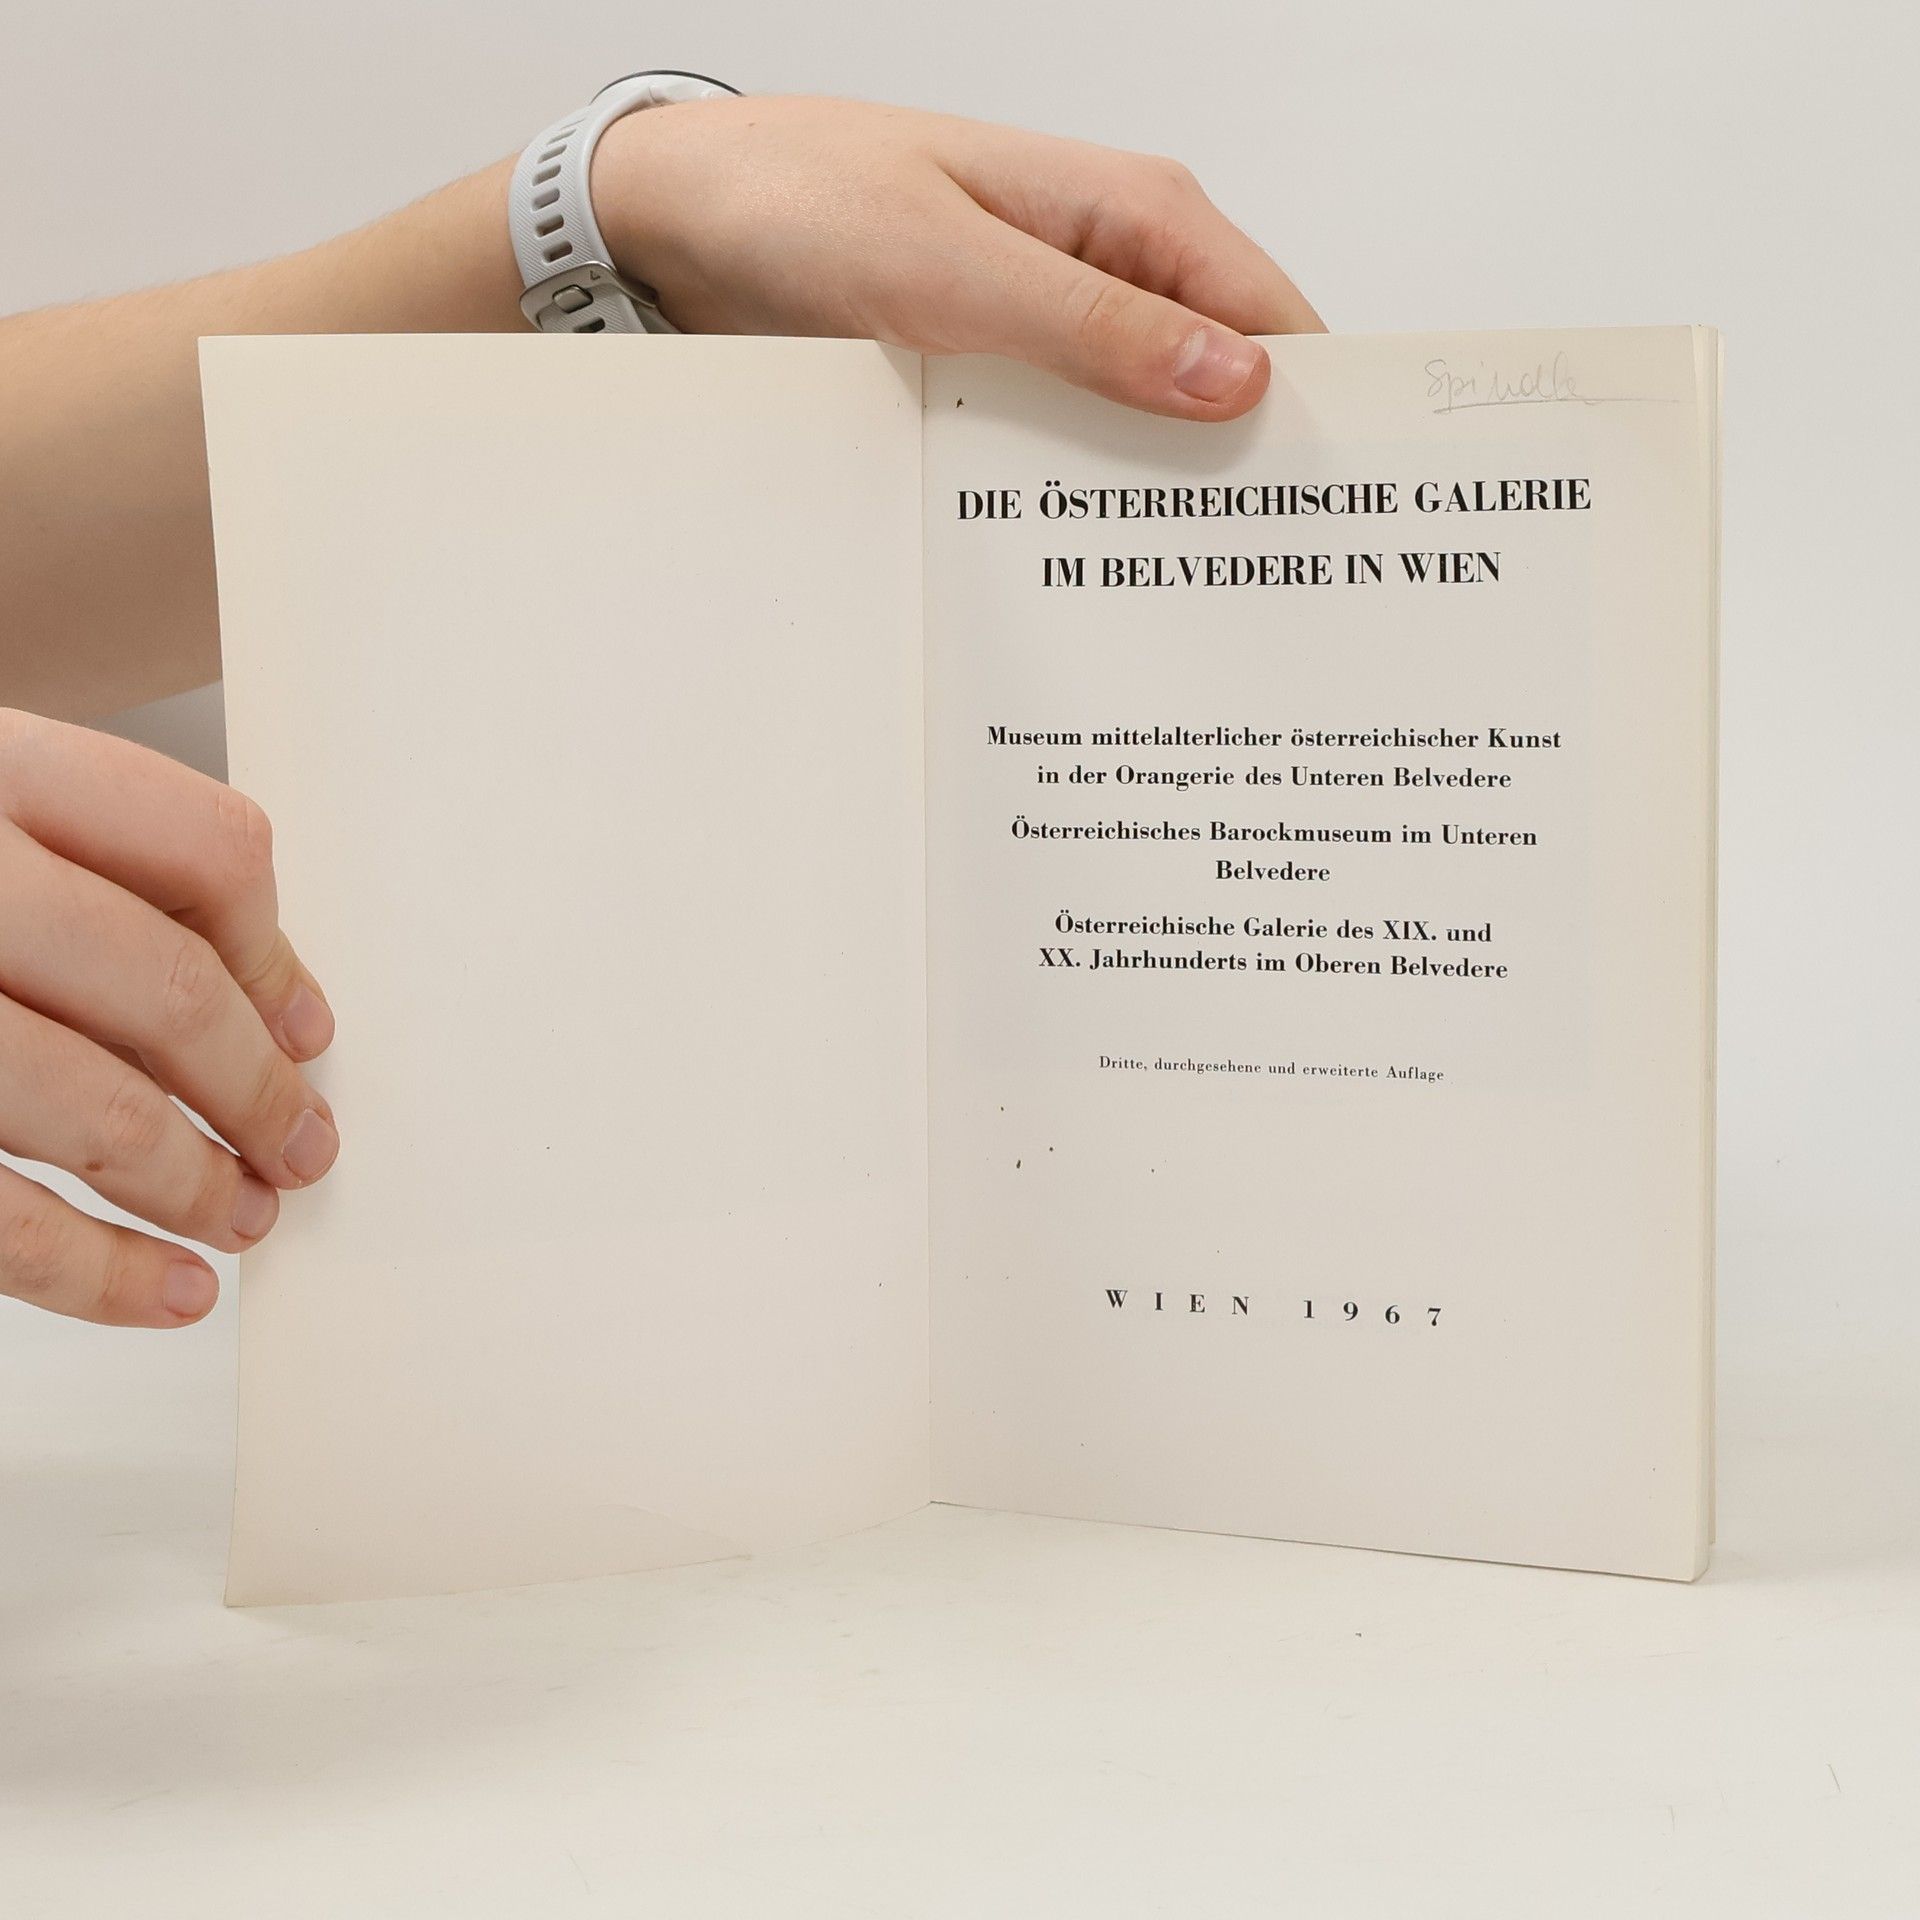 DIE ÖSTERREICHISCHE GALERIE
IM BELVEDERE IN WIEN
Museum mittelalterlicher österreichischer Kunst
in der Orangerie des Unteren Belvedere
Österreichisches Barockmuseum im Unteren
Belvedere
Österreichische Galerie des XIX. und
XX. Jahrhunderts im Oberen Belvedere
Dritte, durchgesehene und erweiterte Auflage
WIEN 1967